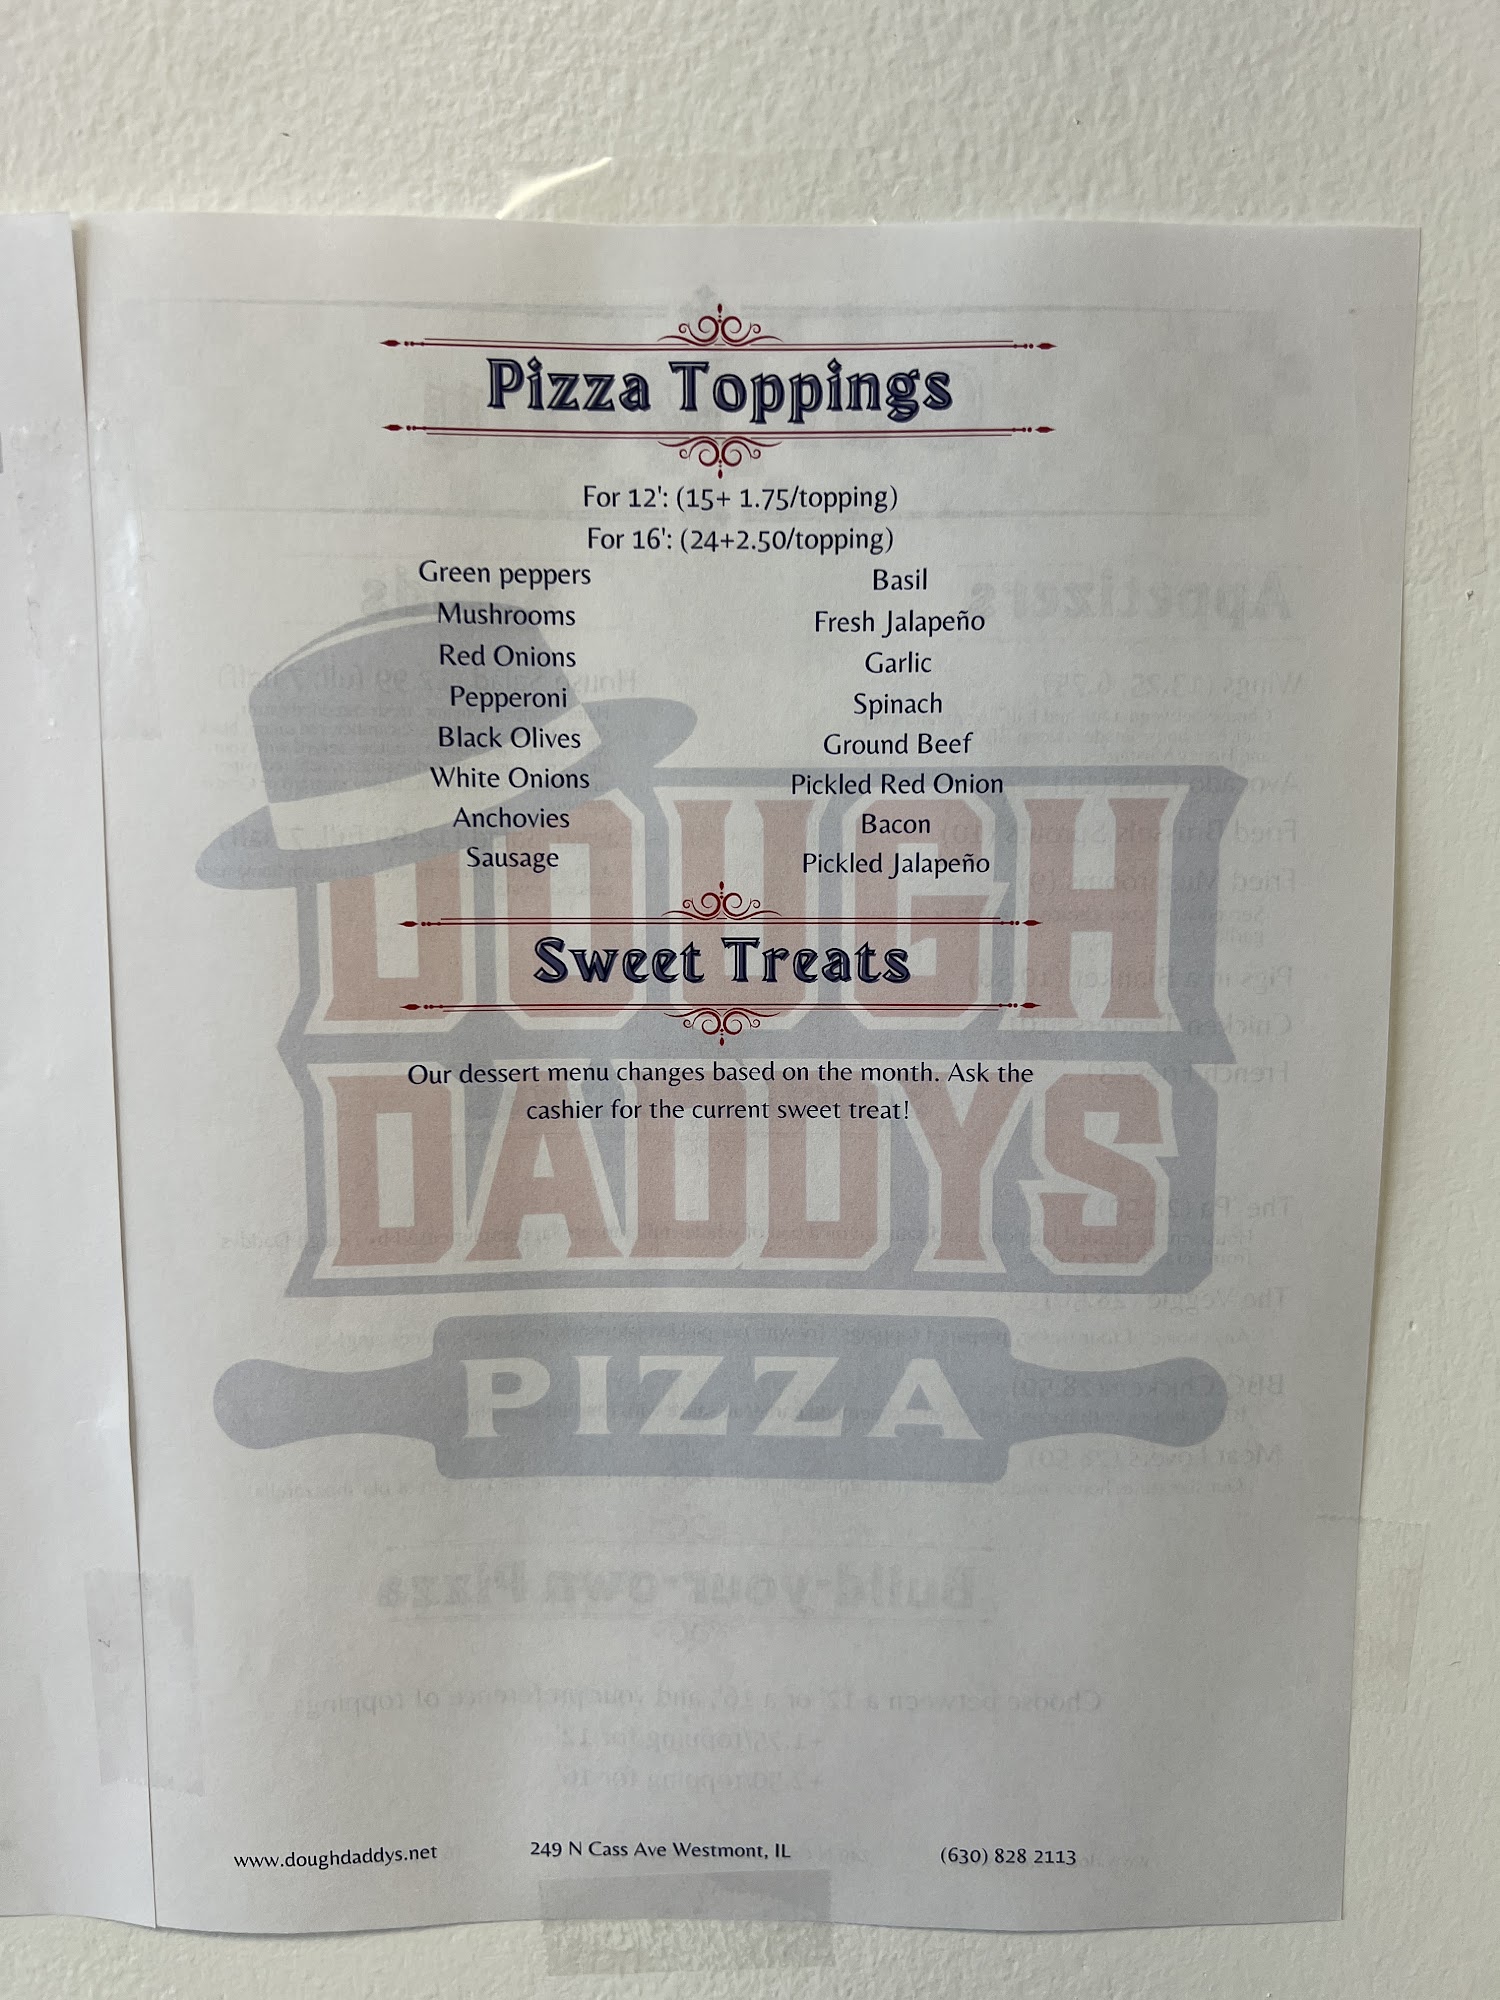 Pizza Toppings
For 12': (15+ 1.75/topping)
For 16': (24+2.50/topping)
Green peppers
Mushrooms
Red Onions
Pepperoni
Black Olives
White Onions
Anchovies
Sausage
Basil
Fresh Jalapeño
Garlic
Spinach
Ground Beef
Pickled Red Onion
Bacon
Pickled Jalapeño
Sweet Treats
Our dessert menu changes based on the month. Ask the
cashier for the current sweet treat!
DOUGH
DADDYS
PIZZA
www.doughdaddys.net
249 N Cass Ave Westmont, IL
(630) 828 2113